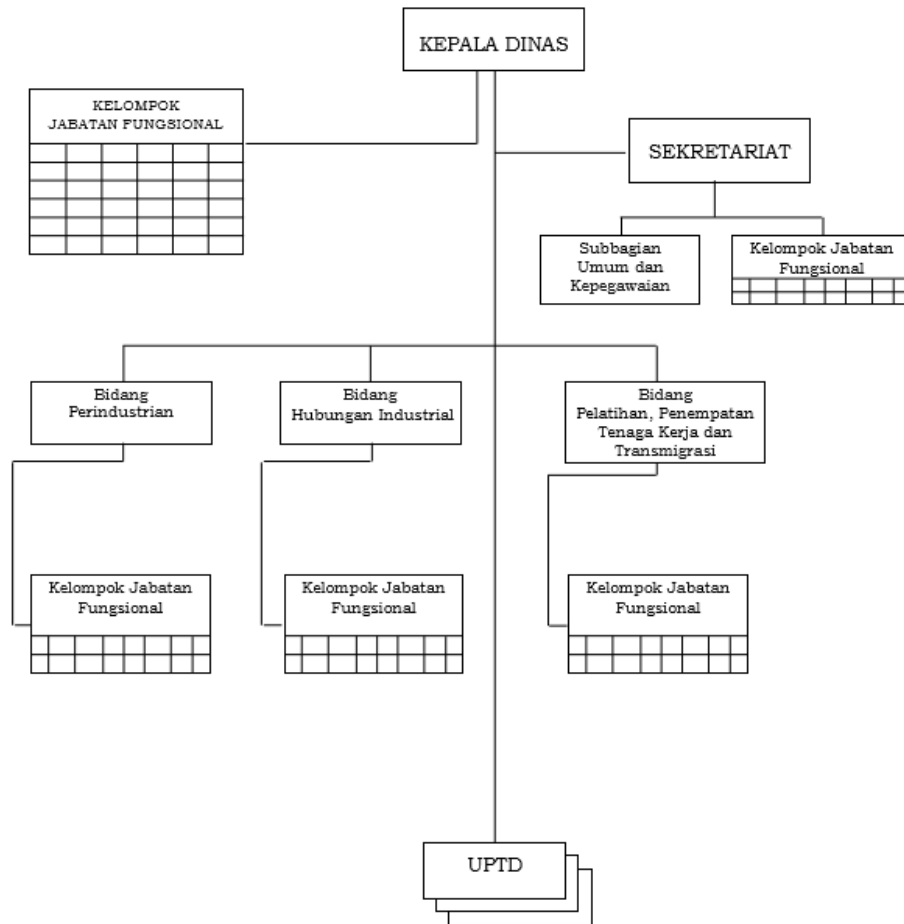 KEPALA DINAS
KELOMPOK
JABATAN FUNGSIONAL
SEKRETARIAT
Subbagian
Umum dan
Kepegawaian
Kelompok Jabatan
Fungsional
Bidang
Perindustrian
Bidang
Hubungan Industrial
Bidang
Pelatihan, Penempatan
Tenaga Kerja dan
Transmigrasi
Kelompok Jabatan
Fungsional
Kelompok Jabatan
Fungsional
Kelompok Jabatan
Fungsional
UPTD